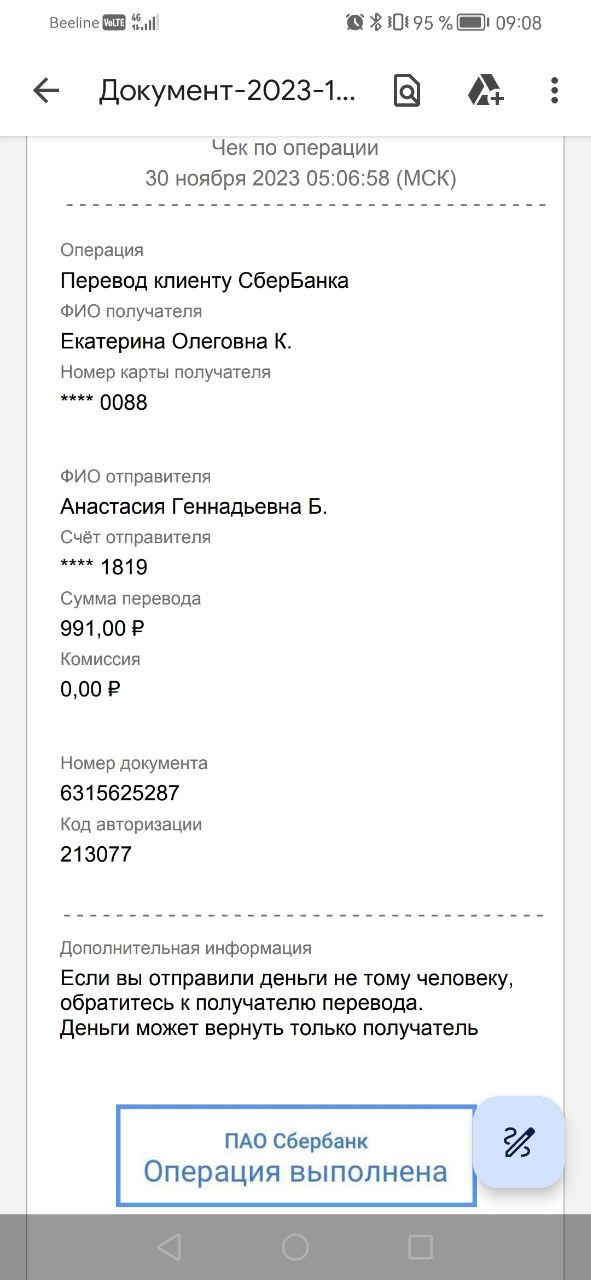 Beeline VoLTE 4G 95 % 09:08
Документ-2023-1...
Чек по операции
30 ноября 2023 05:06:58 (МСК)
Операция
Перевод клиенту СберБанка
ФИО получателя
Екатерина Олеговна К.
Номер карты получателя
**** 0088
ФИО отправителя
Анастасия Геннадьевна Б.
Счёт отправителя
**** 1819
Сумма перевода
991,00 ₽
Комиссия
0,00 ₽
Номер документа
6315625287
Код авторизации
213077
Дополнительная информация
Если вы отправили деньги не тому человеку,
обратитесь к получателю перевода.
Деньги может вернуть только получатель
ПАО Сбербанк
Операция выполнена